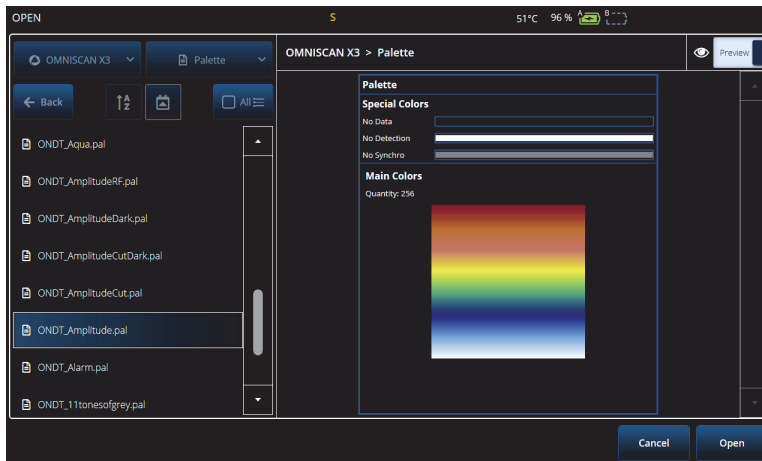 OPEN
S
51°C 96 % A B
OMNISCAN X3
Palette
OMNISCAN X3 > Palette
Preview
Back
A
Z
All
ONDT_Aqua.pal
ONDT_AmplitudeRF.pal
ONDT_AmplitudeDark.pal
ONDT_AmplitudeCutDark.pal
ONDT_AmplitudeCut.pal
ONDT_Amplitude.pal
ONDT_Alarm.pal
ONDT_11tonesofgrey.pal
Palette
Special Colors
No Data
No Detection
No Synchro
Main Colors
Quantity: 256
Cancel
Open